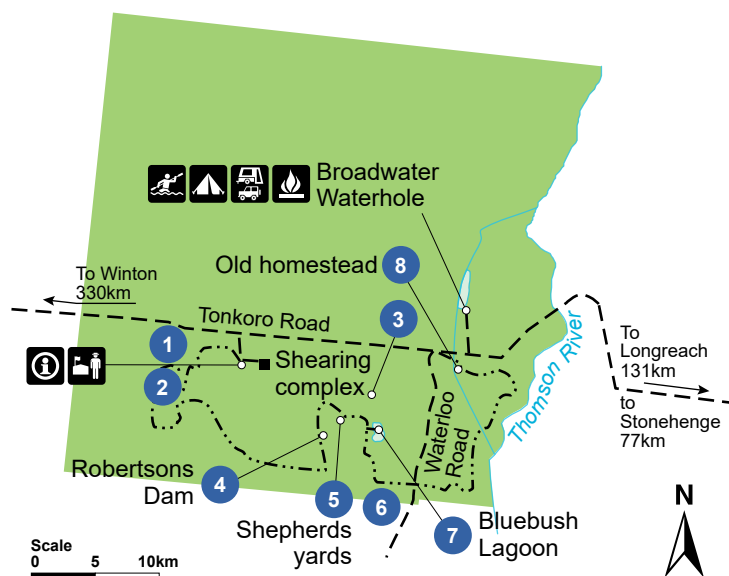 Broadwater
Waterhole
Old homestead 8
To Winton
330km
Tonkoro Road
3
1
2
i
Shearing
complex
To
Longreach
131km
to
Stonehenge
77km
Thomson River
Waterloo
Road
Robertsons
Dam
4
5
6
Shepherds
yards
7
Bluebush
Lagoon
N
Scale
0 5 10km